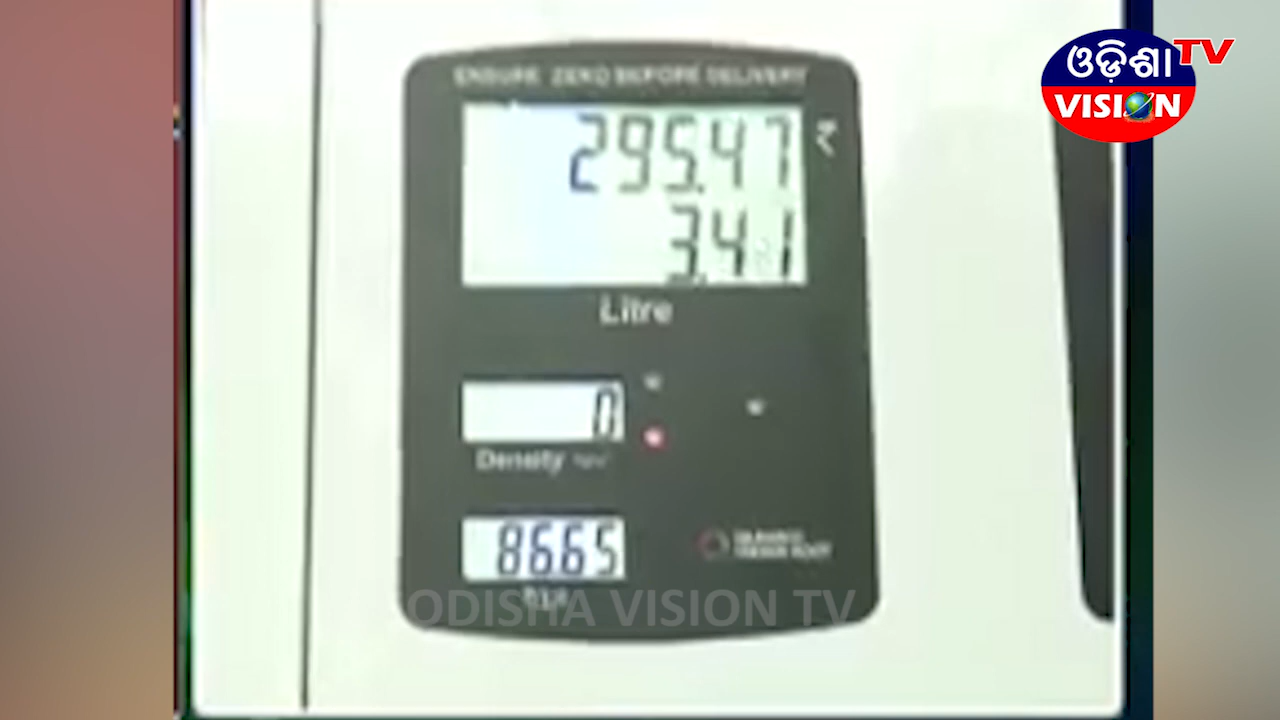 ଓଡ଼ିଶା TV
VISION
ENSURE ZERO BEFORE DELIVERY
295.47 ₹
3.41
Litre
0
Density
86.65
ODISHA VISION TV